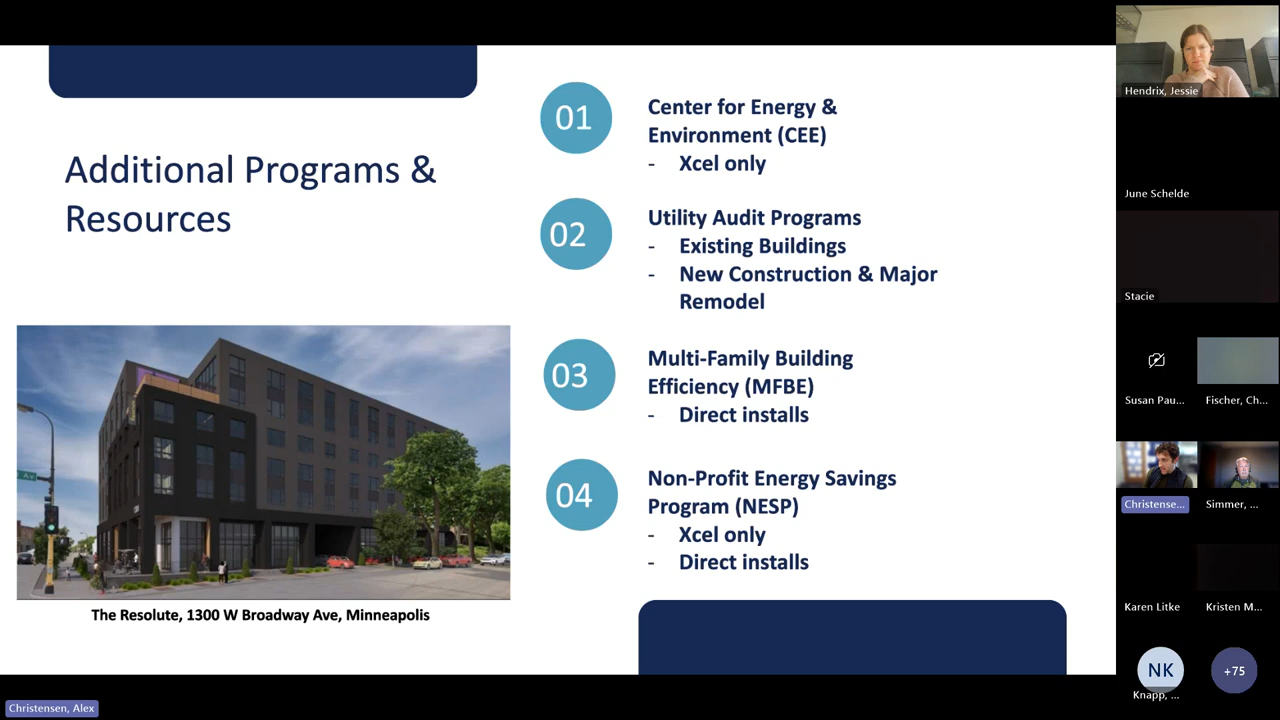 Additional Programs &
Resources
The Resolute, 1300 W Broadway Ave, Minneapolis
01
Center for Energy &
Environment (CEE)
- Xcel only
02
Utility Audit Programs
- Existing Buildings
- New Construction & Major
Remodel
03
Multi-Family Building
Efficiency (MFBE)
- Direct installs
04
Non-Profit Energy Savings
Program (NESP)
- Xcel only
- Direct installs
Hendrix, Jessie
June Schelde
Stacie
Susan Pau...
Fischer, Ch...
Christense...
Simmer, ...
Karen Litke
Kristen M...
NK
Knapp, ...
+75
Christensen, Alex